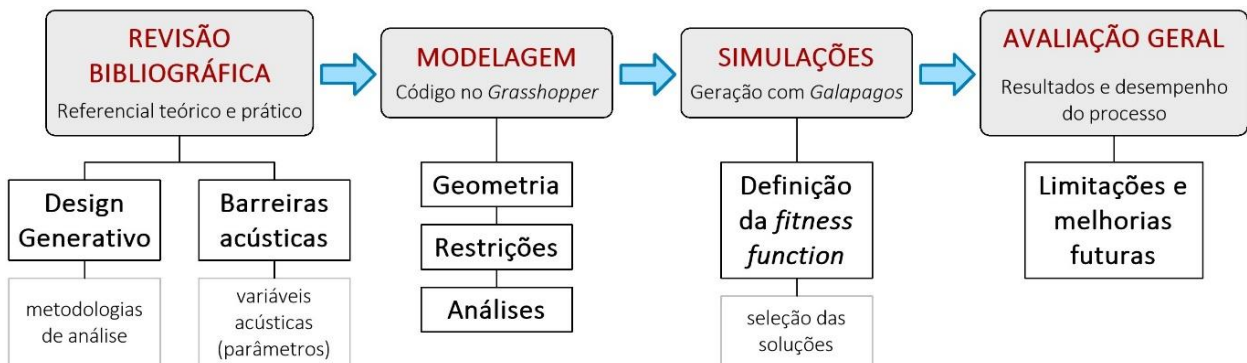 REVISÃO
BIBLIOGRÁFICA
Referencial teórico e prático
Design
Generativo
metodologias
de análise
Barreiras
acústicas
variáveis
acústicas
(parâmetros)
MODELAGEM
Código no Grasshopper
Geometria
Restrições
Análises
SIMULAÇÕES
Geração com Galapagos
Definição
da fitness
function
seleção das
soluções
AVALIAÇÃO GERAL
Resultados e desempenho
do processo
Limitações e
melhorias
futuras